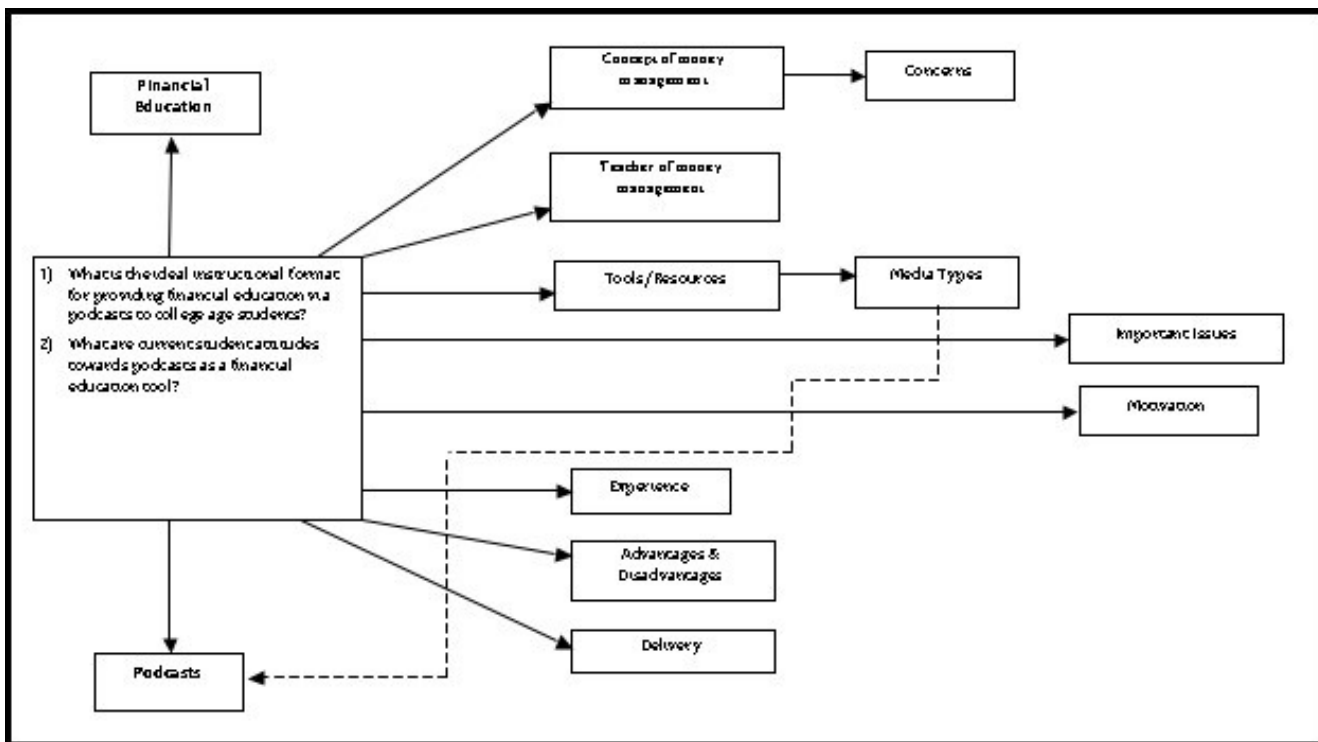 Financial
Education
Concept of money
management
Concerns
Teacher of money
management
1) What is the ideal instructional format
for providing financial education via
podcasts to college age students?
2) What are current student attitudes
towards podcasts as a financial
education tool?
Tools/Resources
Media Types
Important Issues
Motivation
Experience
Advantages &
Disadvantages
Delivery
Podcasts